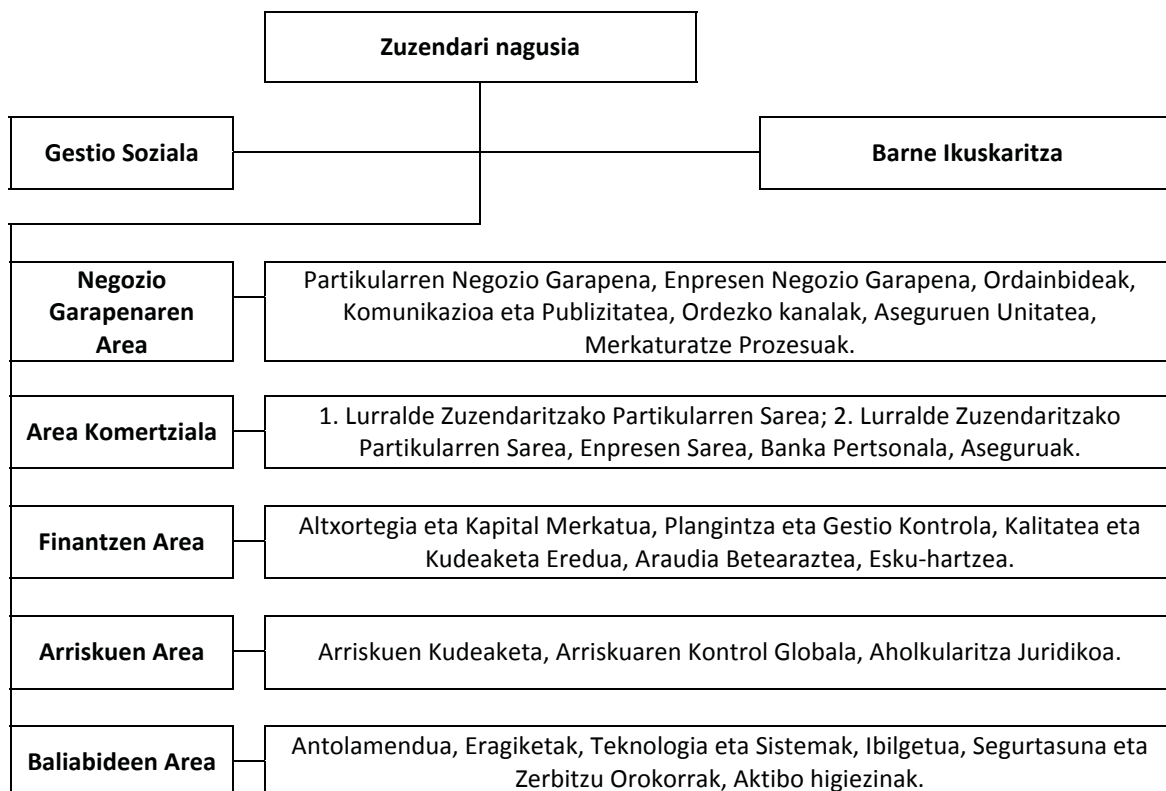 Zuzendari nagusia
Gestio Soziala
Barne Ikuskaritza
Negozio
Garapenaren
Area
Partikularren Negozio Garapena, Enpresen Negozio Garapena, Ordainbideak,
Komunikazioa eta Publizitatea, Ordezko kanalak, Aseguruen Unitatea,
Merkaturatze Prozesuak.
Area Komertziala
1. Lurralde Zuzendaritzako Partikularren Sarea; 2. Lurralde Zuzendaritzako
Partikularren Sarea, Enpresen Sarea, Banka Pertsonala, Aseguruak.
Finantzen Area
Altxortegia eta Kapital Merkatua, Plangintza eta Gestio Kontrola, Kalitatea eta
Kudeaketa Eredua, Araudia Betearaztea, Esku-hartzea.
Arriskuen Area
Arriskuen Kudeaketa, Arriskuaren Kontrol Globala, Aholkularitza Juridikoa.
Baliabideen Area
Antolamendua, Eragiketak, Teknologia eta Sistemak, Ibilgetua, Segurtasuna eta
Zerbitzu Orokorrak, Aktibo higiezinak.